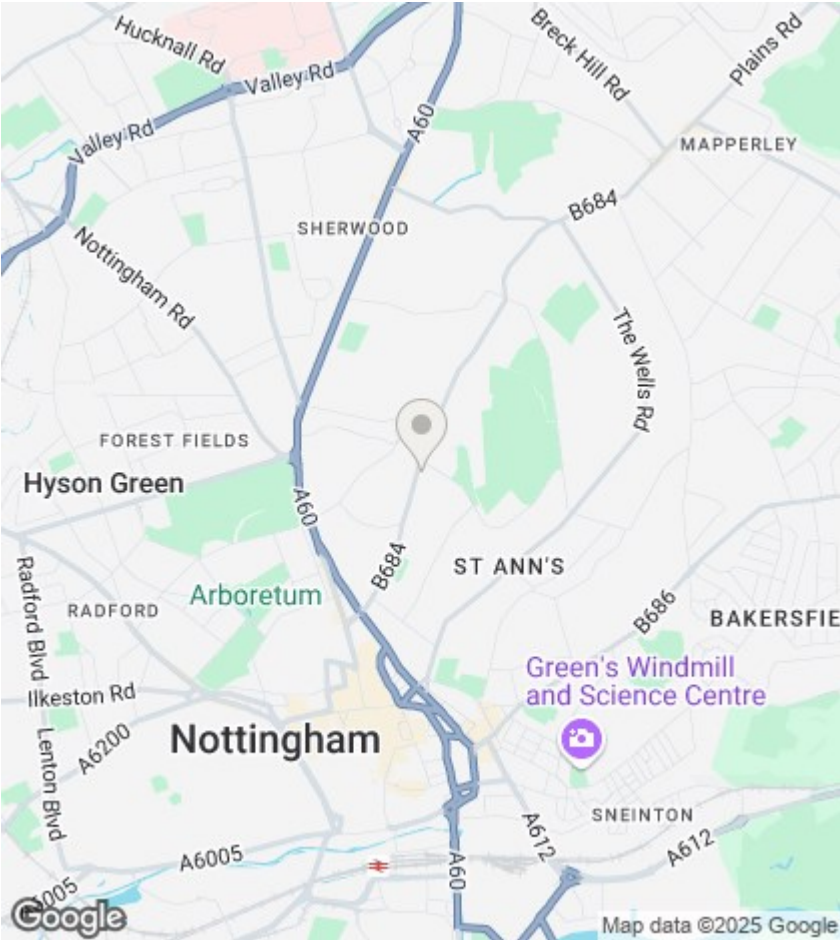 Hucknall Rd
Breck Hill Rd
Plains Rd
Valley Rd
A60
Valley Rd
MAPPERLEY
B684
SHERWOOD
Nottingham Rd
The Wells Rd
FOREST FIELDS
Hyson Green
A60
B684
ST ANN'S
Radford Blvd
Arboretum
RADFORD
B686
BAKERSFIE
Green's Windmill
and Science Centre
Ilkeston Rd
Nottingham
A6200
Lenton Blvd
SNEINTON
A612
A612
A6005
A60
A6005
Google
Map data ©2025 Google